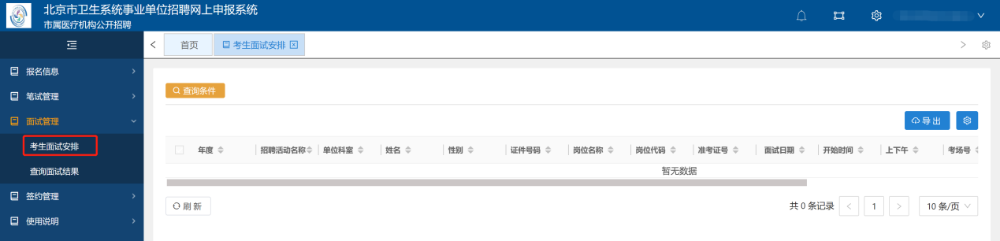 北京市卫生系统事业单位招聘网上申报系统
市属医疗机构公开招聘
首页 考生面试安排
报名信息
笔试管理
面试管理
考生面试安排
查询面试结果
签约管理
使用说明
查询条件
导出
年度 招聘活动名称 单位科室 姓名 性别 证件号码 岗位名称 岗位代码 准考证号 面试日期 开始时间 上下午 考场号
暂无数据
刷新 共 0 条记录 < 1 > 10 条/页